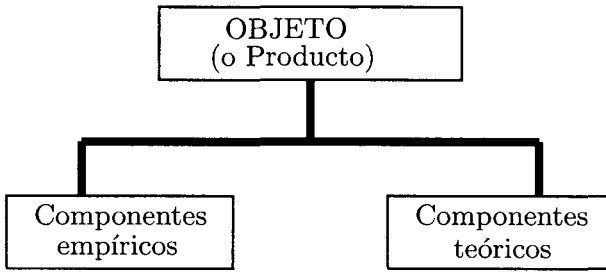 OBJETO
(o Producto)
Componentes
empíricos
Componentes
teóricos